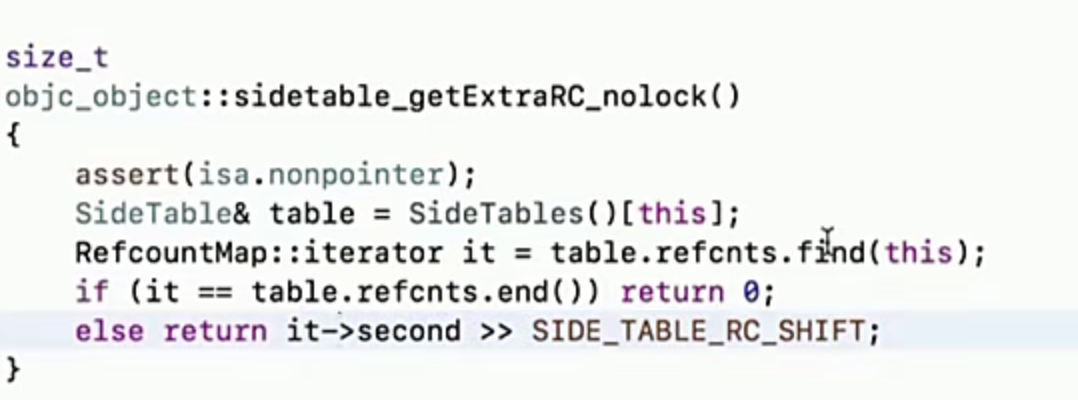 size_t
objc_object::sidetable_getExtraRC_nolock()
{
    assert(isa.nonpointer);
    SideTable& table = SideTables()[this];
    RefcountMap::iterator it = table.refcnts.find(this);
    if (it == table.refcnts.end()) return 0;
    else return it->second >> SIDE_TABLE_RC_SHIFT;
}